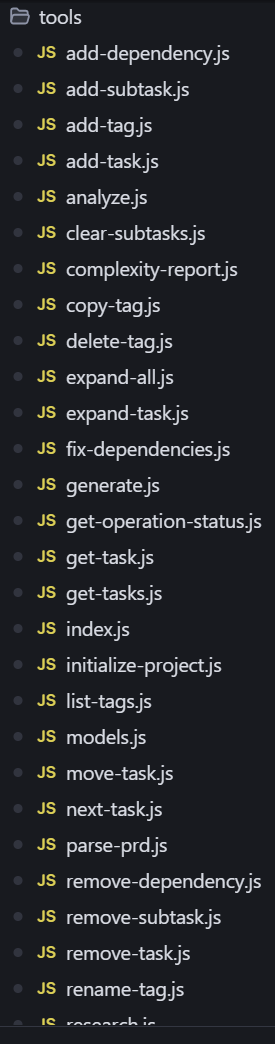 tools
JS add-dependency.js
JS add-subtask.js
JS add-tag.js
JS add-task.js
JS analyze.js
JS clear-subtasks.js
JS complexity-report.js
JS copy-tag.js
JS delete-tag.js
JS expand-all.js
JS expand-task.js
JS fix-dependencies.js
JS generate.js
JS get-operation-status.js
JS get-task.js
JS get-tasks.js
JS index.js
JS initialize-project.js
JS list-tags.js
JS models.js
JS move-task.js
JS next-task.js
JS parse-prd.js
JS remove-dependency.js
JS remove-subtask.js
JS remove-task.js
JS rename-tag.js
JS research.js